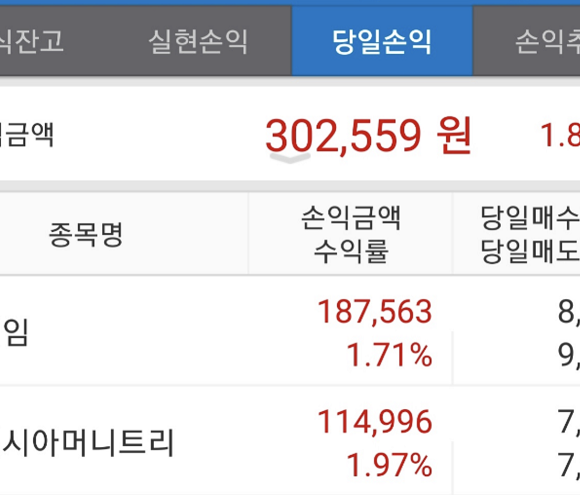 식잔고 실현손익 당일손익 손익추
금액 302,559 원 1.8
종목명 손익금액 당일매수
수익률 당일매도
187,563 8,
임
1.71% 9,
114,996 7,
시아머니트리
1.97% 7,